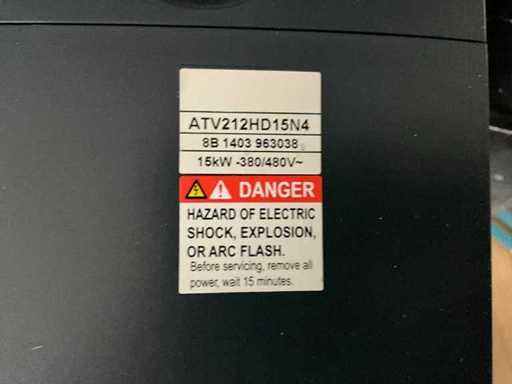 ATV212HD15N4
8B 1403 963038
15kW -380/480V~
DANGER
HAZARD OF ELECTRIC
SHOCK, EXPLOSION,
OR ARC FLASH.
Before servicing, remove all
power, wait 15 minutes.